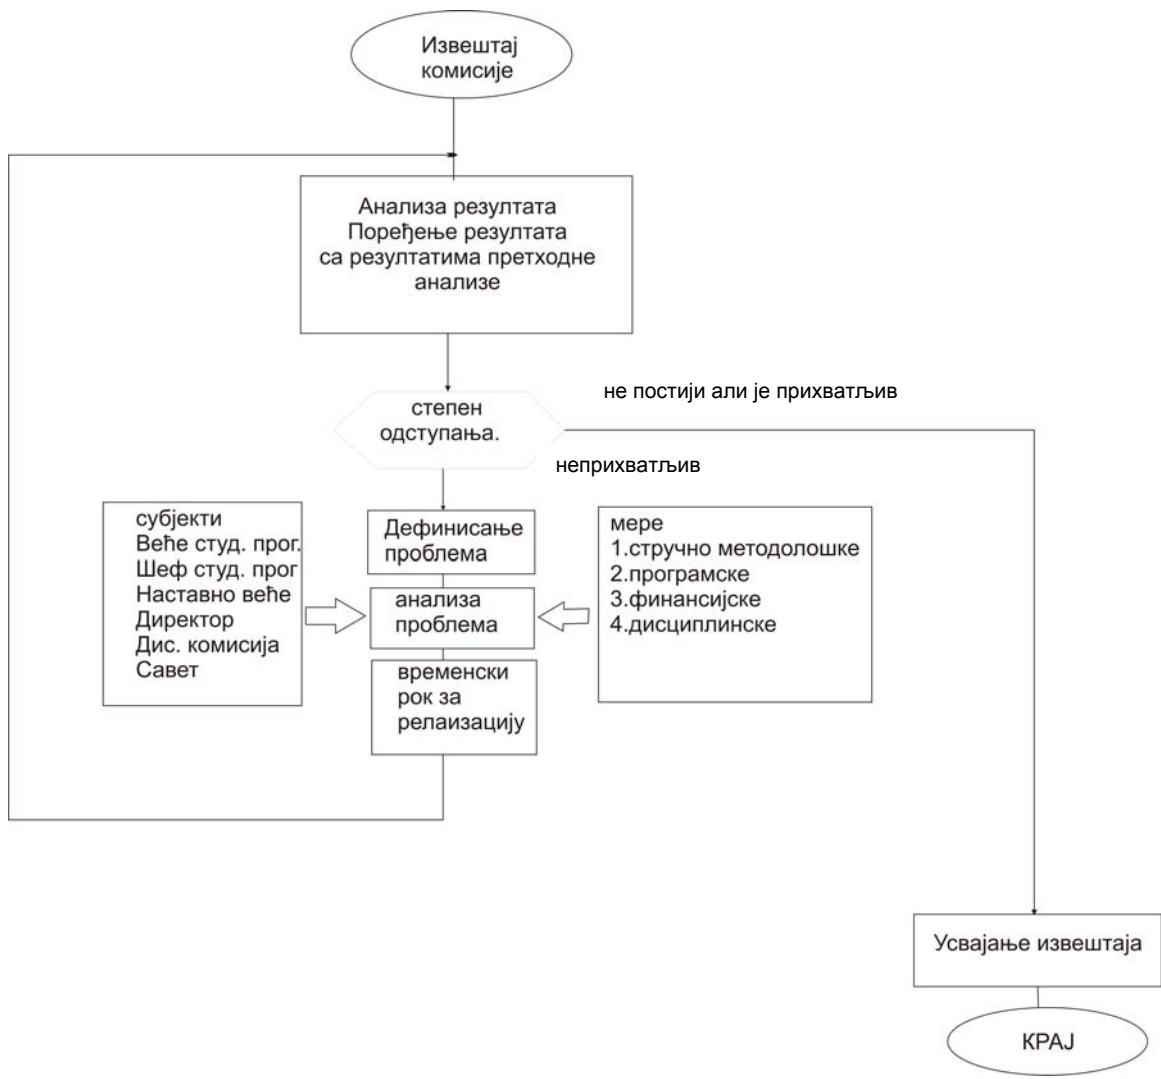 Извештај
комисије
Анализа резултата
Поређење резултата
са резултатима претходне
анализе
не постији али је прихватљив
степен
одступања.
неприхватљив
субјекти
Веће студ. прог.
Шеф студ. прог
Наставно веће
Директор
Дис. комисија
Савет
Дефинисање
проблема
анализа
проблема
временски
рок за
релаизацију
мере
1.стручно методолошке
2.програмске
3.финансијске
4.дисциплинске
Усвајање извештаја
КРАЈ